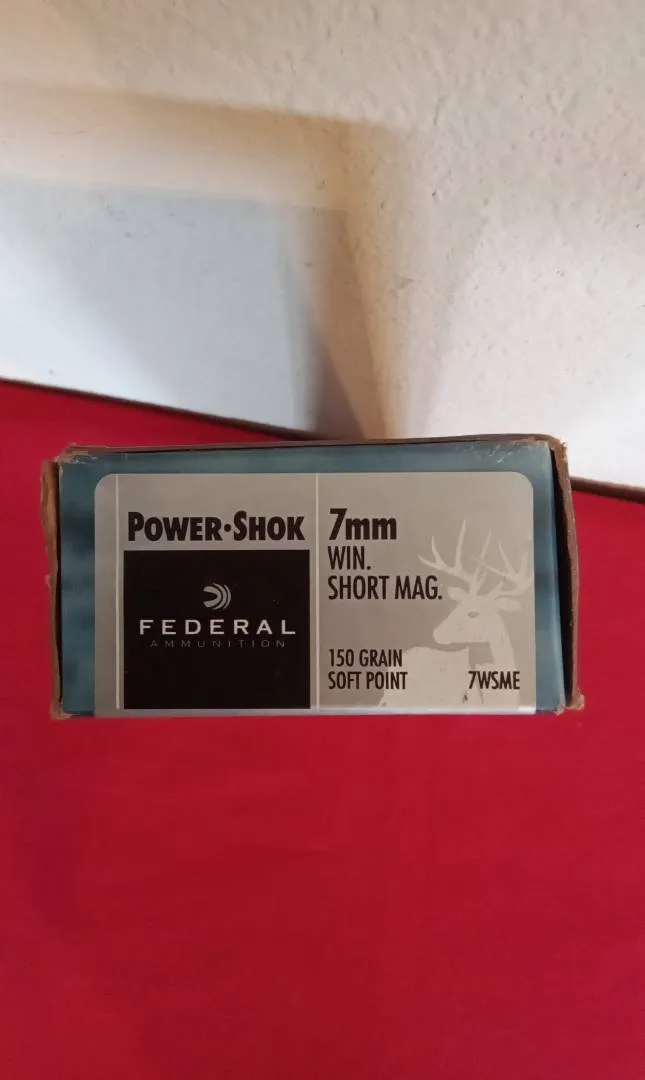 POWER•SHOK
FEDERAL
AMMUNITION
7mm
WIN.
SHORT MAG.
150 GRAIN
SOFT POINT
7WSME